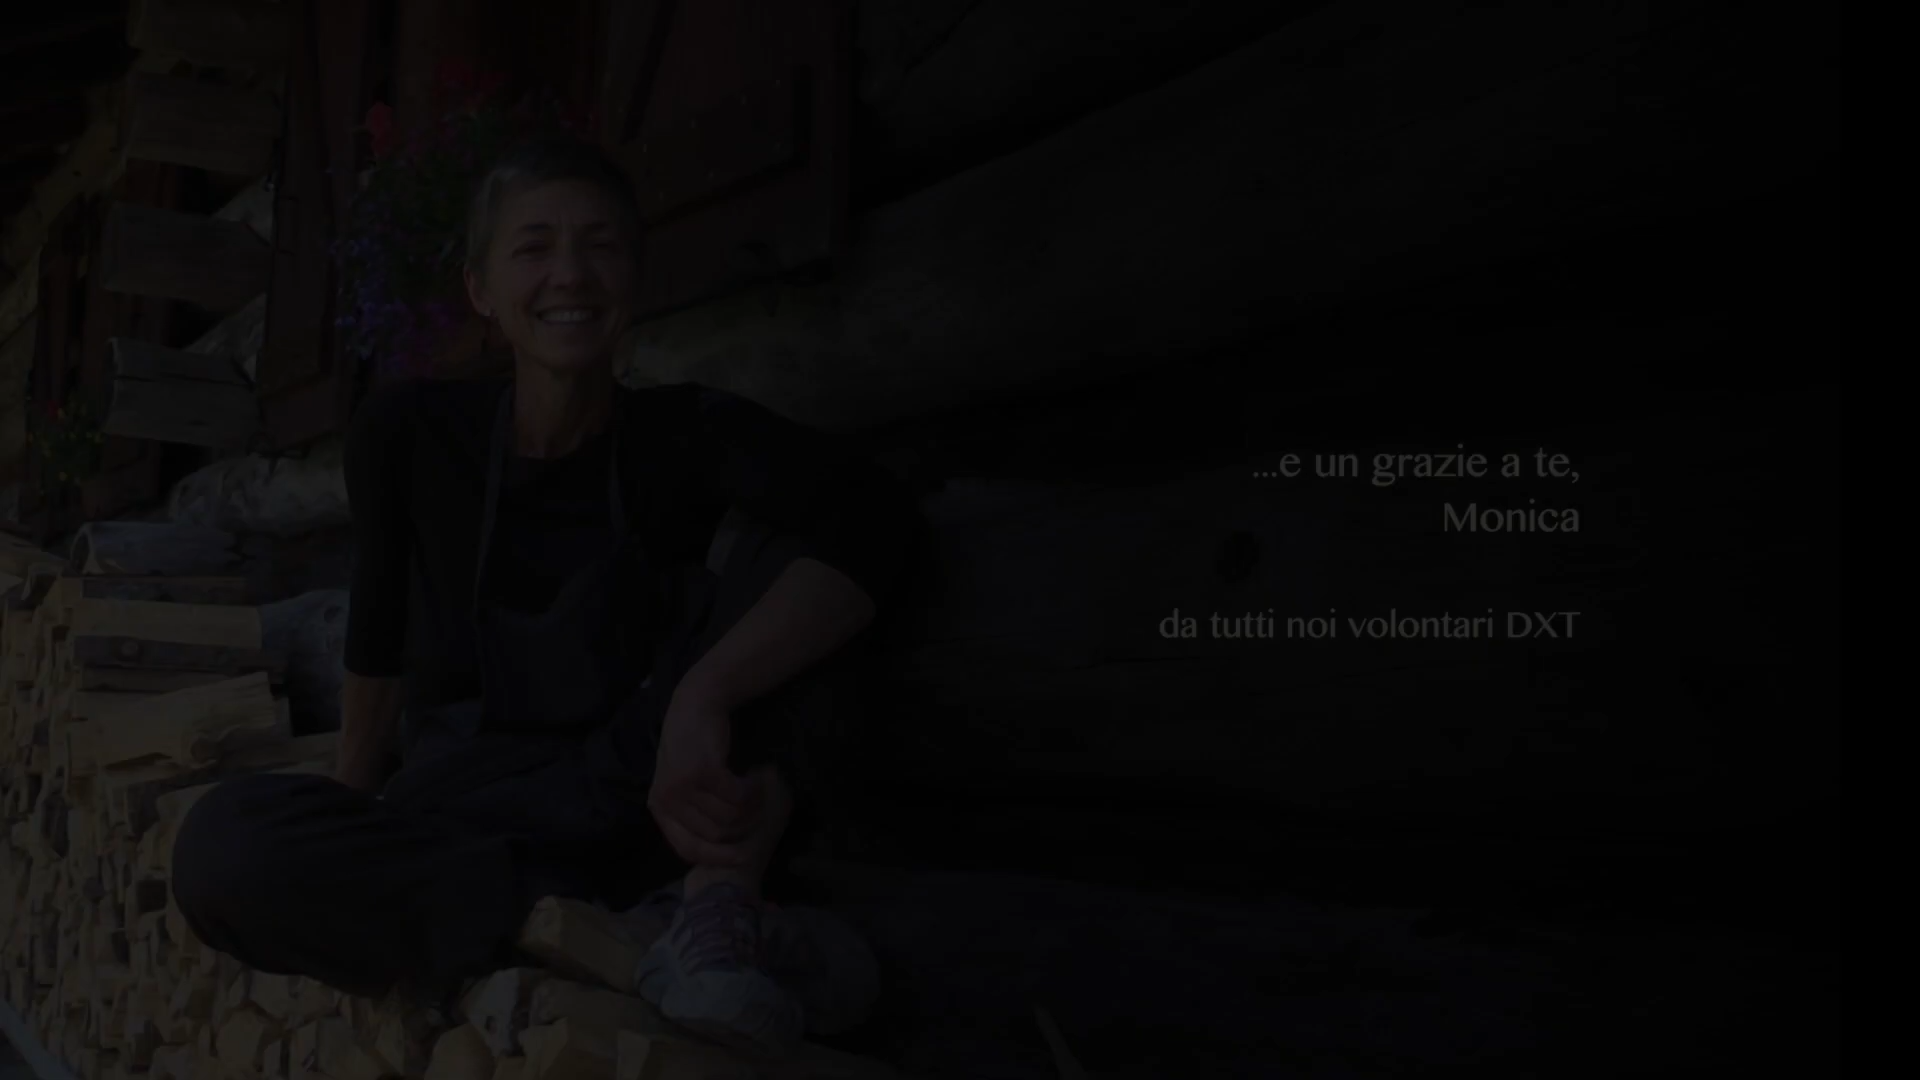 ...e un grazie a te,
Monica
da tutti noi volontari DXT